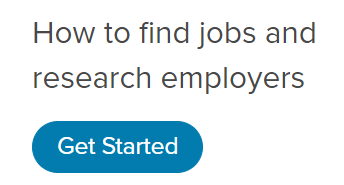 How to find jobs and
research employers
Get Started